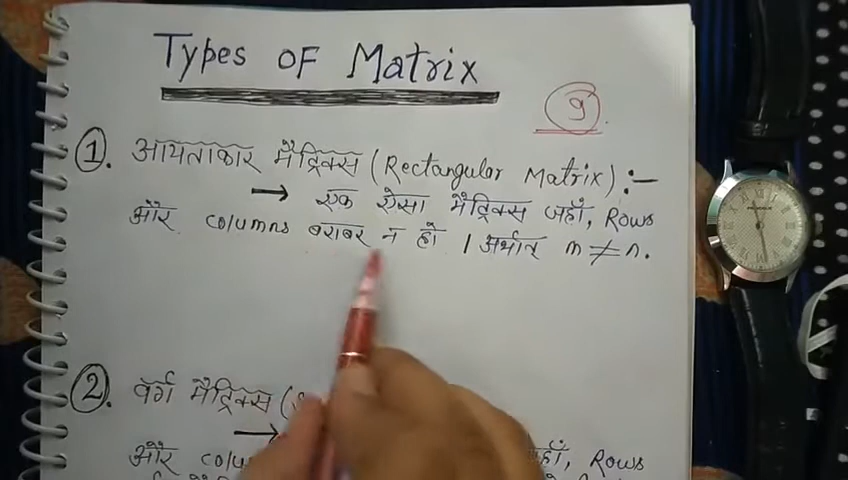 Types of Matrix
9
1. आयताकार मैट्रिक्स (Rectangular Matrix) :-
→ एक ऐसा मैट्रिक्स जहाँ, Rows
और columns बराबर न हो । अर्थात m ≠ n.
2. वर्ग मैट्रिक्स (S
→ जहाँ, Rows
और colu